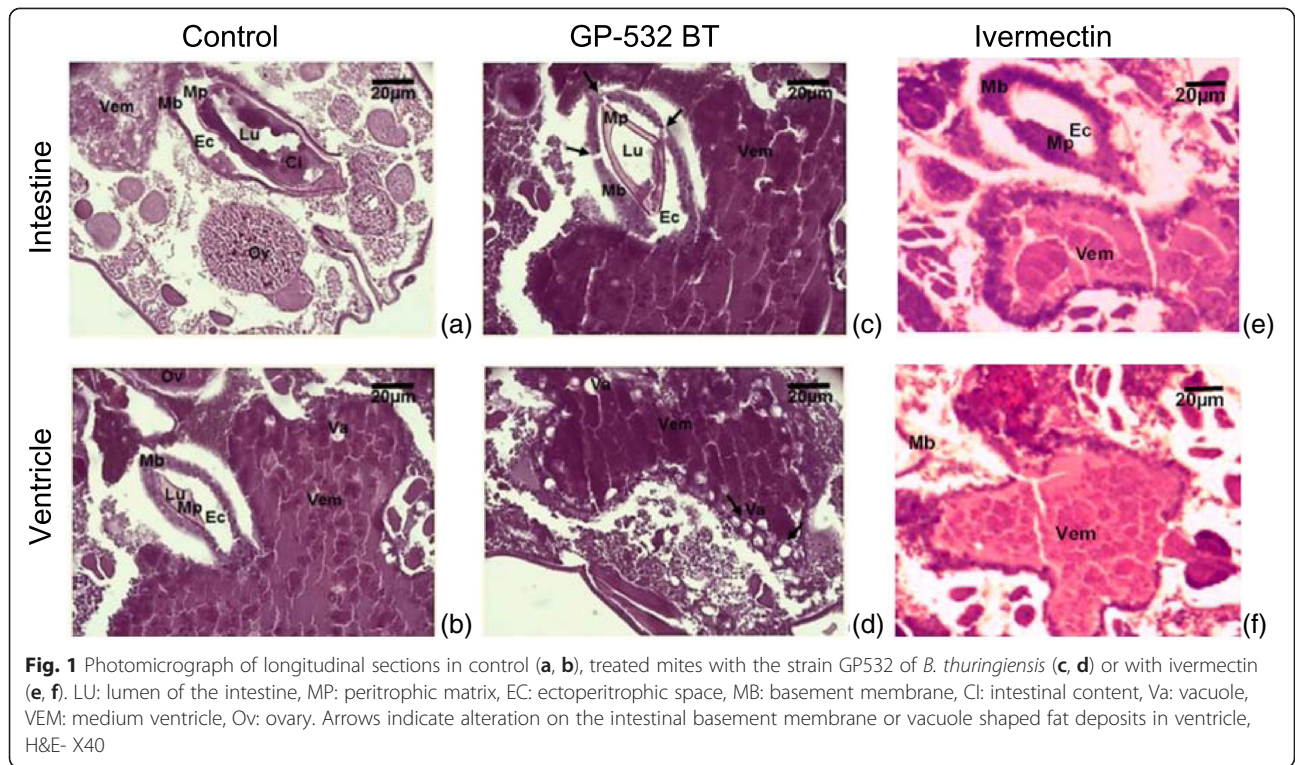 Control GP-532 BT Ivermectin
Intestine
Vem
Mb
Mp
Ec
Lu
Ci
Ov
20µm
(a)
Mp
Lu
Mb
Ec
Vem
20µm
(c)
Mb
Ec
Mp
Vem
20µm
(e)
Ventricle
Ov
Va
Mb
Lu
Mp
Ec
Vem
20µm
(b)
Va
Vem
Va
20µm
(d)
Mb
Vem
20µm
(f)
Fig. 1 Photomicrograph of longitudinal sections in control (a, b), treated mites with the strain GP532 of B. thuringiensis (c, d) or with ivermectin
(e, f). LU: lumen of the intestine, MP: peritrophic matrix, EC: ectoperitrophic space, MB: basement membrane, CI: intestinal content, Va: vacuole,
VEM: medium ventricle, Ov: ovary. Arrows indicate alteration on the intestinal basement membrane or vacuole shaped fat deposits in ventricle,
H&E- X40